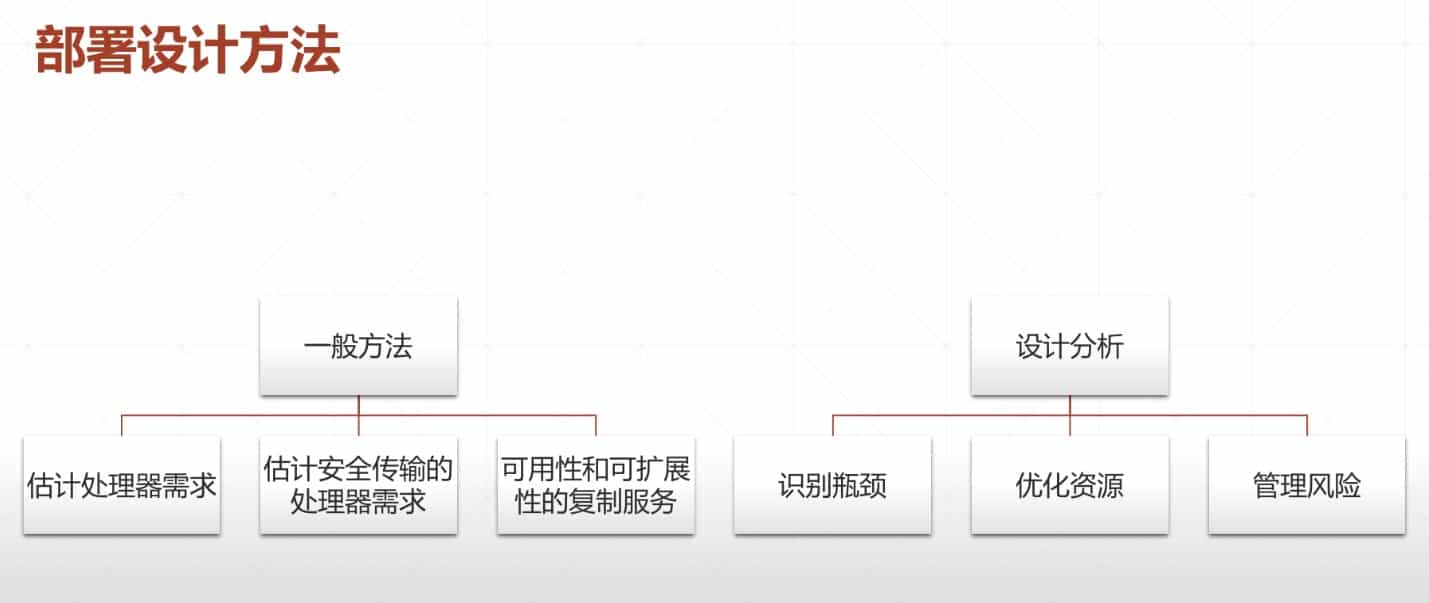 部署设计方法
一般方法
设计分析
估计处理器需求
估计安全传输的
处理器需求
可用性和可扩展
性的复制服务
识别瓶颈
优化资源
管理风险